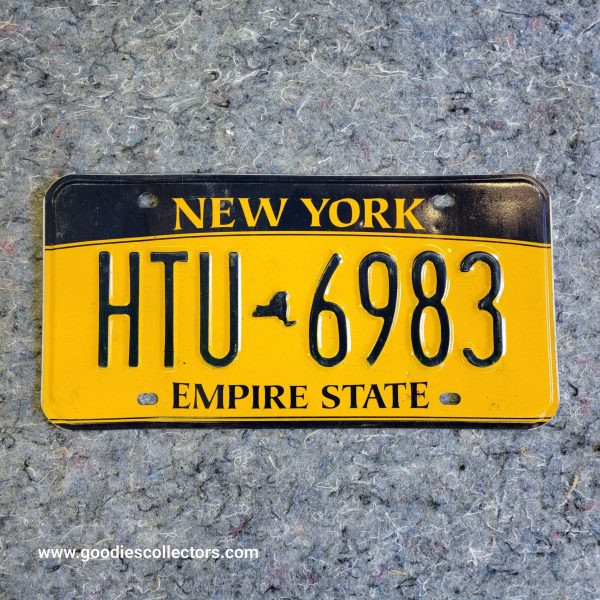 NEW YORK
HTU 6983
EMPIRE STATE
www.goodiescollectors.com